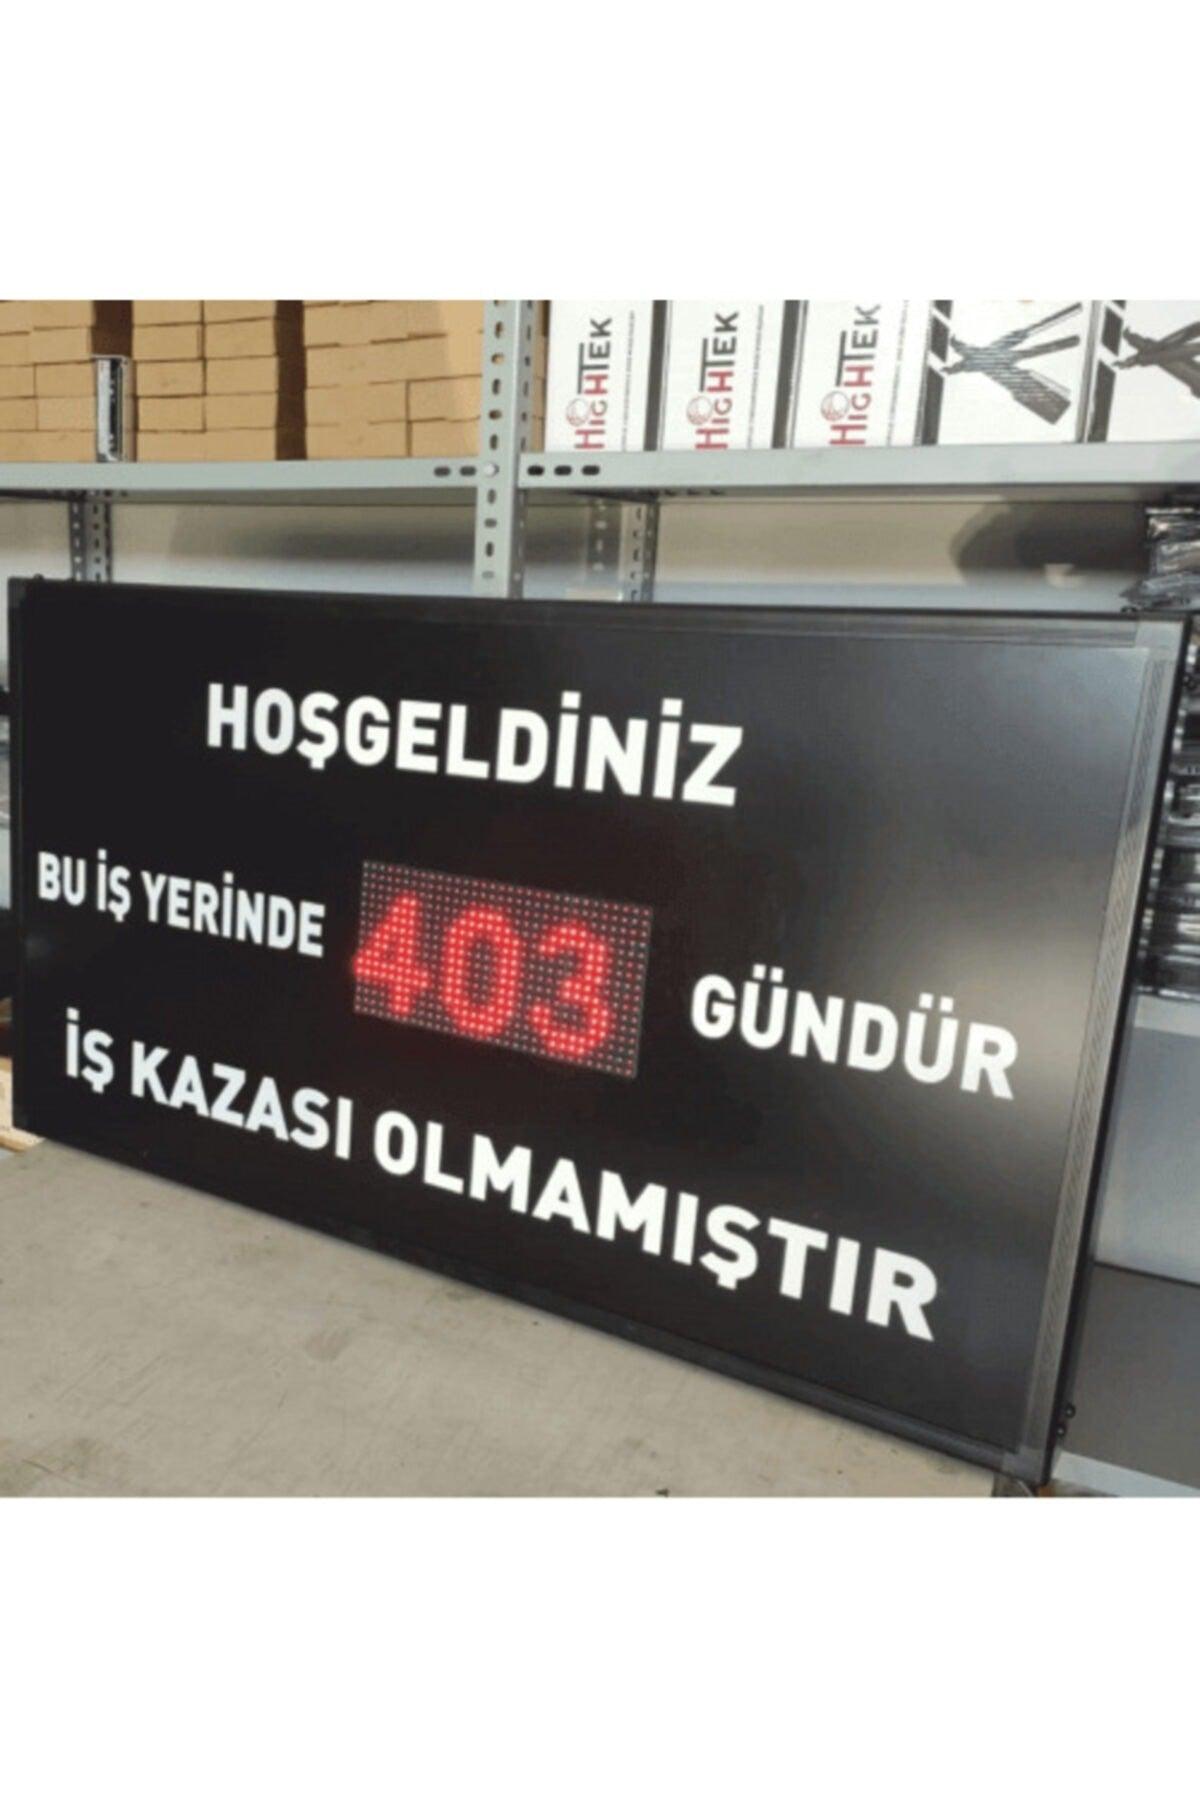 HIGHTEK
HIGHTEK
HIGHTEK
HOŞGELDİNİZ
BU İŞ YERİNDE 403 GÜNDÜR
İŞ KAZASI OLMAMIŞTIR